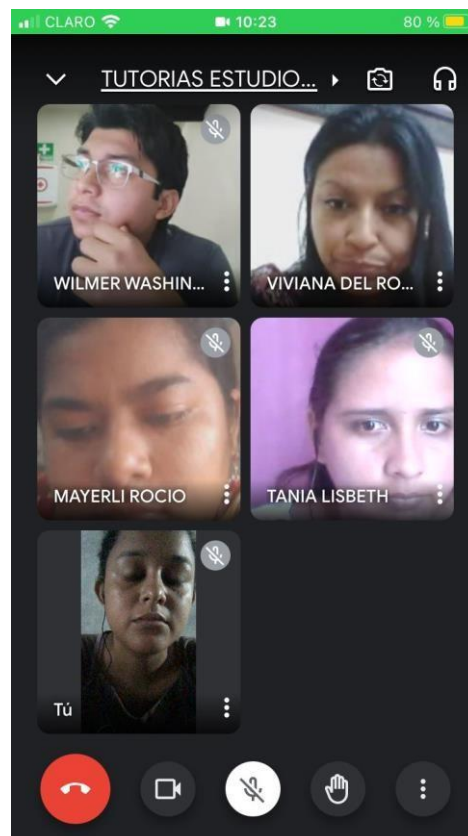 CLARO 10:23 80 %
TUTORIAS ESTUDIO...
WILMER WASHIN... VIVIANA DEL RO...
MAYERLI ROCIO TANIA LISBETH
Tú